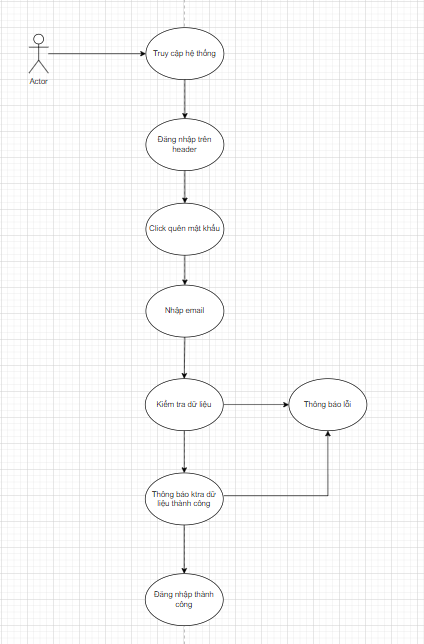 Truy cập hệ thống
Actor
Đăng nhập trên
header
Click quên mật khẩu
Nhập email
Kiểm tra dữ liệu
Thông báo lỗi
Thông báo ktra dữ
liệu thành công
Đăng nhập thành
công